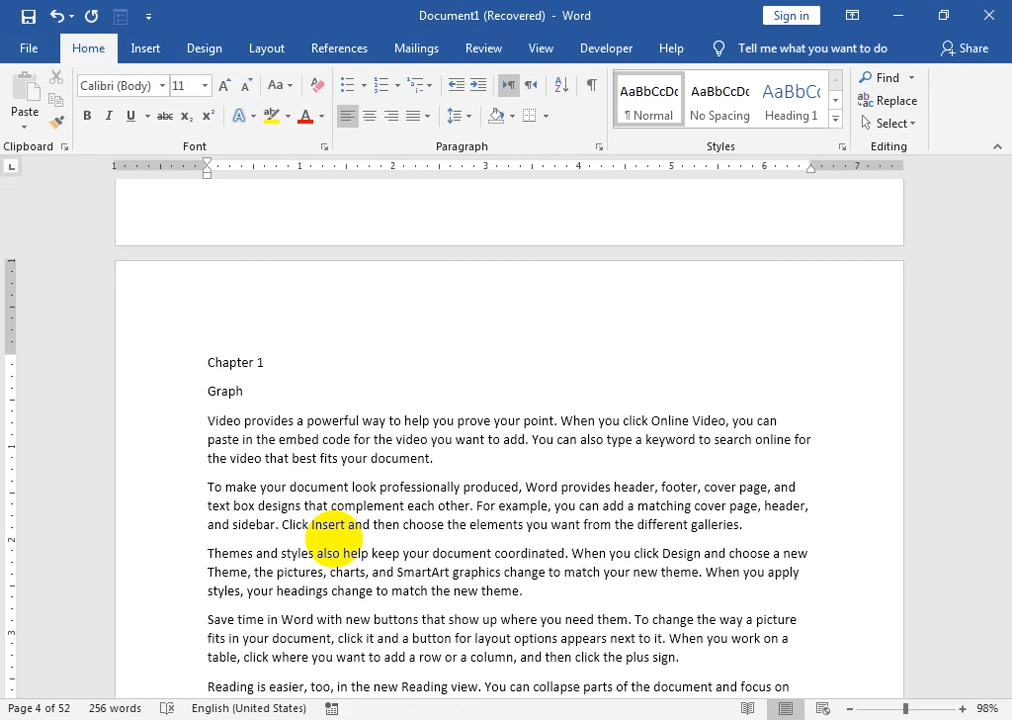 Document1 (Recovered) - Word
Sign in
File Home Insert Design Layout References Mailings Review View Developer Help Tell me what you want to do Share
Paste
Calibri (Body) 11
Aa
B I U abc x₂ x² A A
AaBbCcDc AaBbCcDc AaBbCc
¶ Normal No Spacing Heading 1
Find
Replace
Select
Clipboard Font Paragraph Styles Editing
1 1 2 3 4 5 6 7
Chapter 1
Graph
Video provides a powerful way to help you prove your point. When you click Online Video, you can
paste in the embed code for the video you want to add. You can also type a keyword to search online for
the video that best fits your document.
To make your document look professionally produced, Word provides header, footer, cover page, and
text box designs that complement each other. For example, you can add a matching cover page, header,
and sidebar. Click Insert and then choose the elements you want from the different galleries.
Themes and styles also help keep your document coordinated. When you click Design and choose a new
Theme, the pictures, charts, and SmartArt graphics change to match your new theme. When you apply
styles, your headings change to match the new theme.
Save time in Word with new buttons that show up where you need them. To change the way a picture
fits in your document, click it and a button for layout options appears next to it. When you work on a
table, click where you want to add a row or a column, and then click the plus sign.
Reading is easier, too, in the new Reading view. You can collapse parts of the document and focus on
Page 4 of 52 256 words English (United States) 98%